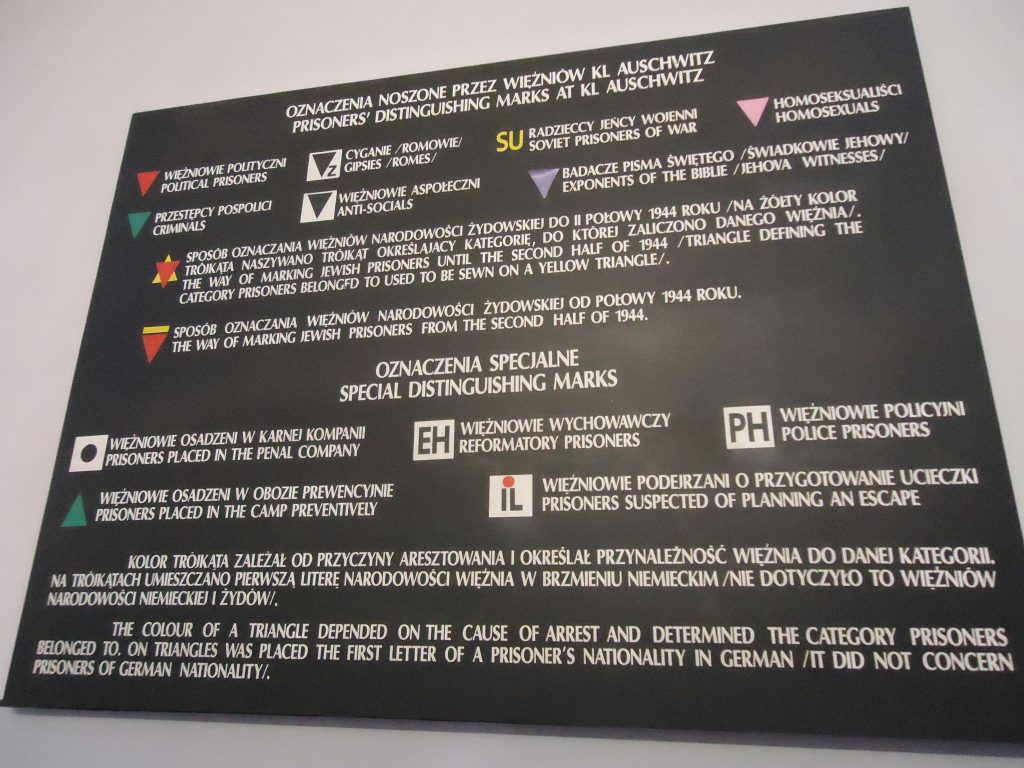 OZNACZENIA NOSZONE PRZEZ WIĘŹNIÓW KL AUSCHWITZ
PRISONERS' DISTINGUISHING MARKS AT KL AUSCHWITZ
WIĘŹNIOWIE POLITYCZNI
POLITICAL PRISONERS
Z
CYGANIE /ROMOWIE/
GIPSIES /ROMES/
SU
RADZIECCY JEŃCY WOJENNI
SOVIET PRISONERS OF WAR
HOMOSEKSUALIŚCI
HOMOSEXUALS
PRZESTĘPCY POSPOLICI
CRIMINALS
WIĘŹNIOWIE ASPOŁECZNI
ANTI-SOCIALS
BADACZE PISMA ŚWIĘTEGO /ŚWIADKOWIE JEHOWY/
EXPONENTS OF THE BIBLIE /JEHOVA WITNESSES/
SPOSÓB OZNACZANIA WIĘŹNIÓW NARODOWOŚCI ŻYDOWSKIEJ DO II POŁOWY 1944 ROKU /NA ŻÓŁTY KOLOR
TRÓJKĄTA NASZYWANO TRÓJKĄT OKREŚLAJĄCY KATEGORIĘ, DO KTÓREJ ZALICZONO DANEGO WIĘŹNIA/.
THE WAY OF MARKING JEWISH PRISONERS UNTIL THE SECOND HALF OF 1944 /TRIANGLE DEFINING THE
CATEGORY PRISONERS BELONGED TO USED TO BE SEWN ON A YELLOW TRIANGLE/.
SPOSÓB OZNACZANIA WIĘŹNIÓW NARODOWOŚCI ŻYDOWSKIEJ OD POŁOWY 1944 ROKU.
THE WAY OF MARKING JEWISH PRISONERS FROM THE SECOND HALF OF 1944.
OZNACZENIA SPECJALNE
SPECIAL DISTINGUISHING MARKS
WIĘŹNIOWIE OSADZENI W KARNEJ KOMPANII
PRISONERS PLACED IN THE PENAL COMPANY
EH
WIĘŹNIOWIE WYCHOWAWCZY
REFORMATORY PRISONERS
PH
WIĘŹNIOWIE POLICYJNI
POLICE PRISONERS
WIĘŹNIOWIE OSADZENI W OBOZIE PREWENCYJNIE
PRISONERS PLACED IN THE CAMP PREVENTIVELY
IL
WIĘŹNIOWIE PODEJRZANI O PRZYGOTOWANIE UCIECZKI
PRISONERS SUSPECTED OF PLANNING AN ESCAPE
KOLOR TRÓJKĄTA ZALEŻAŁ OD PRZYCZYNY ARESZTOWANIA I OKREŚLAŁ PRZYNALEŻNOŚĆ WIĘŹNIA DO DANEJ KATEGORII.
NA TRÓJKĄTACH UMIESZCZANO PIERWSZĄ LITERĘ NARODOWOŚCI WIĘŹNIA W BRZMIENIU NIEMIECKIM /NIE DOTYCZYŁO TO WIĘŹNIÓW
NARODOWOŚCI NIEMIECKIEJ I ŻYDÓW/.
THE COLOUR OF A TRIANGLE DEPENDED ON THE CAUSE OF ARREST AND DETERMINED THE CATEGORY PRISONERS
BELONGED TO. ON TRIANGLES WAS PLACED THE FIRST LETTER OF A PRISONER'S NATIONALITY IN GERMAN /IT DID NOT CONCERN
PRISONERS OF GERMAN NATIONALITY/.